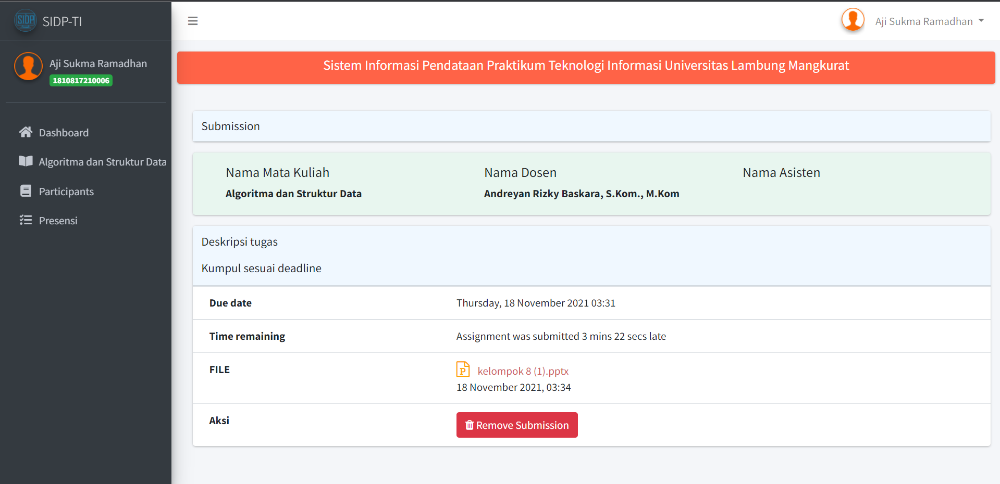 SIDP
SIDP-TI
Aji Sukma Ramadhan
Aji Sukma Ramadhan
1810817210006
Dashboard
Algoritma dan Struktur Data
Participants
Presensi
Sistem Informasi Pendataan Praktikum Teknologi Informasi Universitas Lambung Mangkurat
Submission
Nama Mata Kuliah
Algoritma dan Struktur Data
Nama Dosen
Andreyan Rizky Baskara, S.Kom., M.Kom
Nama Asisten
Deskripsi tugas
Kumpul sesuai deadline
Due date Thursday, 18 November 2021 03:31
Time remaining Assignment was submitted 3 mins 22 secs late
FILE kelompok 8 (1).pptx
18 November 2021, 03:34
Aksi Remove Submission